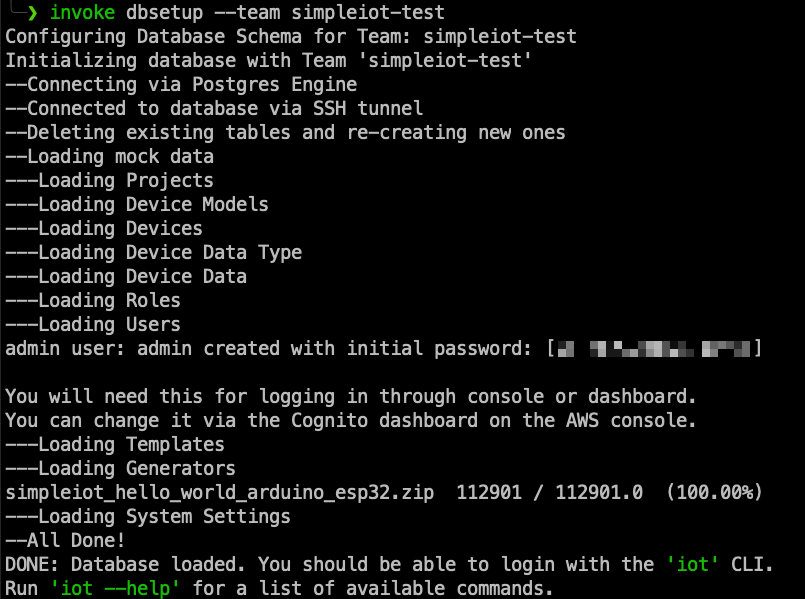 ❯ invoke dbsetup --team simpleiot-test
Configuring Database Schema for Team: simpleiot-test
Initializing database with Team 'simpleiot-test'
--Connecting via Postgres Engine
--Connected to database via SSH tunnel
--Deleting existing tables and re-creating new ones
--Loading mock data
---Loading Projects
---Loading Device Models
---Loading Devices
---Loading Device Data Type
---Loading Device Data
---Loading Roles
---Loading Users
admin user: admin created with initial password: [ ]
You will need this for logging in through console or dashboard.
You can change it via the Cognito dashboard on the AWS console.
---Loading Templates
---Loading Generators
simpleiot_hello_world_arduino_esp32.zip  112901 / 112901.0  (100.00%)
---Loading System Settings
--All Done!
DONE: Database loaded. You should be able to login with the 'iot' CLI.
Run 'iot --help' for a list of available commands.